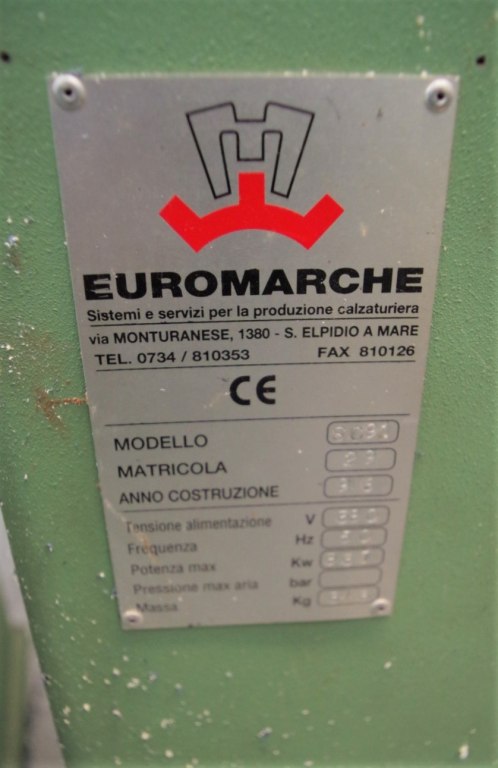 EUROMARCHE
Sistemi e servizi per la produzione calzaturiera
via MONTURANESE, 1380 - S. ELPIDIO A MARE
TEL. 0734 / 810353 FAX 810126
CE
MODELLO
MATRICOLA
ANNO COSTRUZIONE
Tensione alimentazione V
Frequenza Hz
Potenza max Kw
Pressione max aria bar
Massa Kg